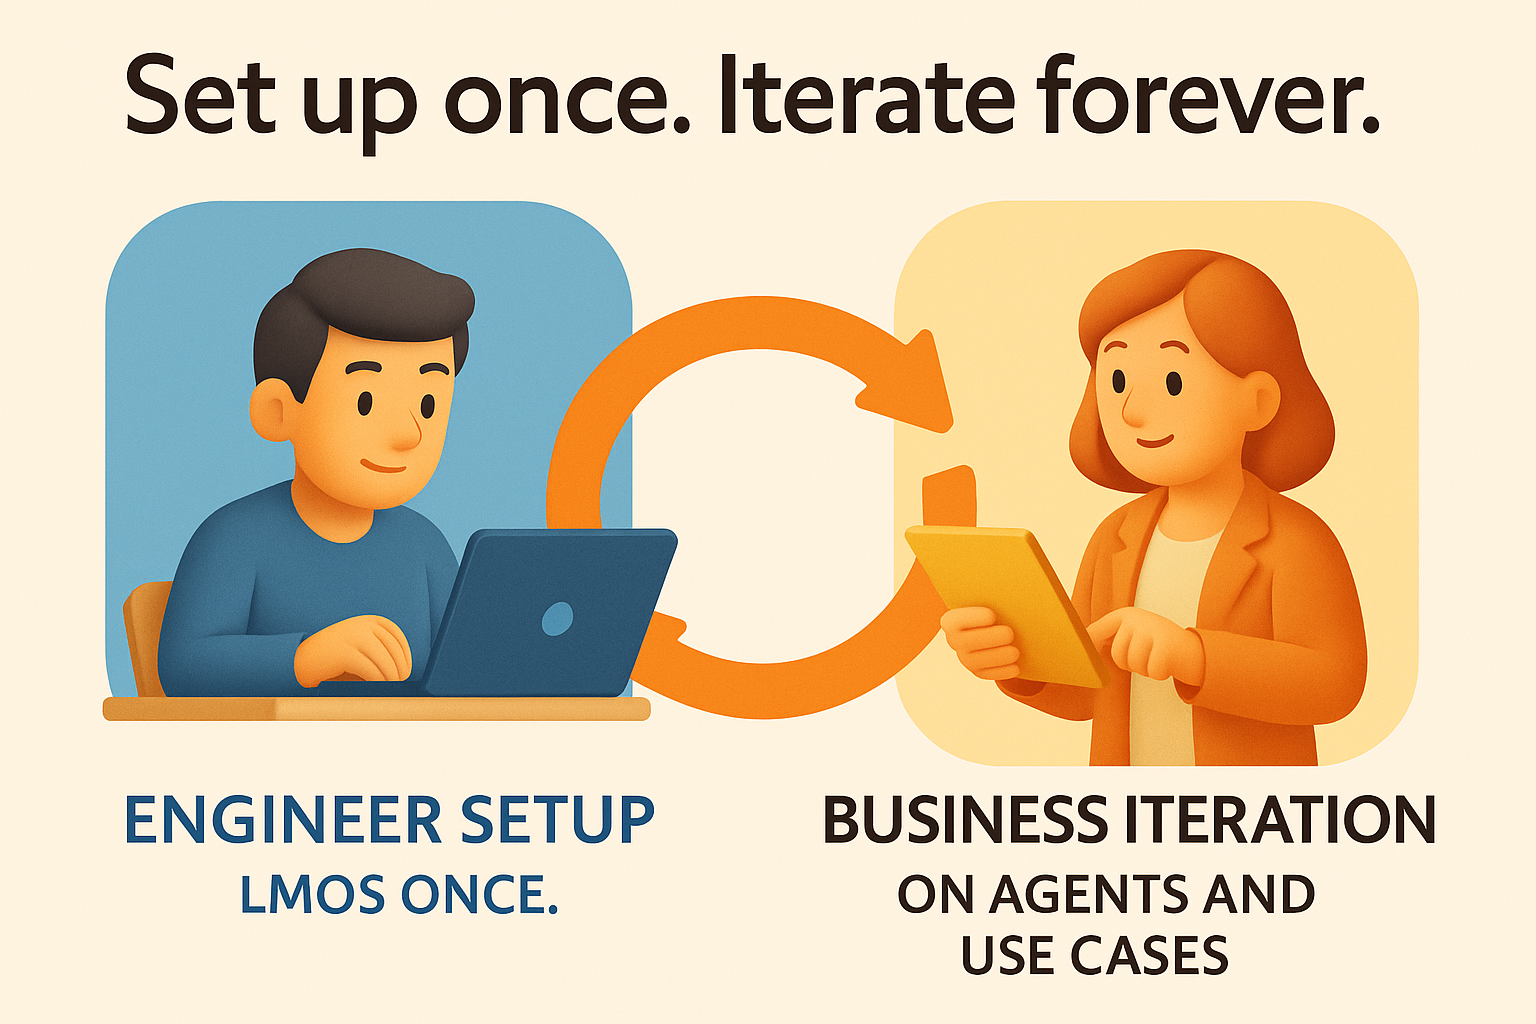 Set up once. Iterate forever.
ENGINEER SETUP
LMOS ONCE.
BUSINESS ITERATION
ON AGENTS AND
USE CASES